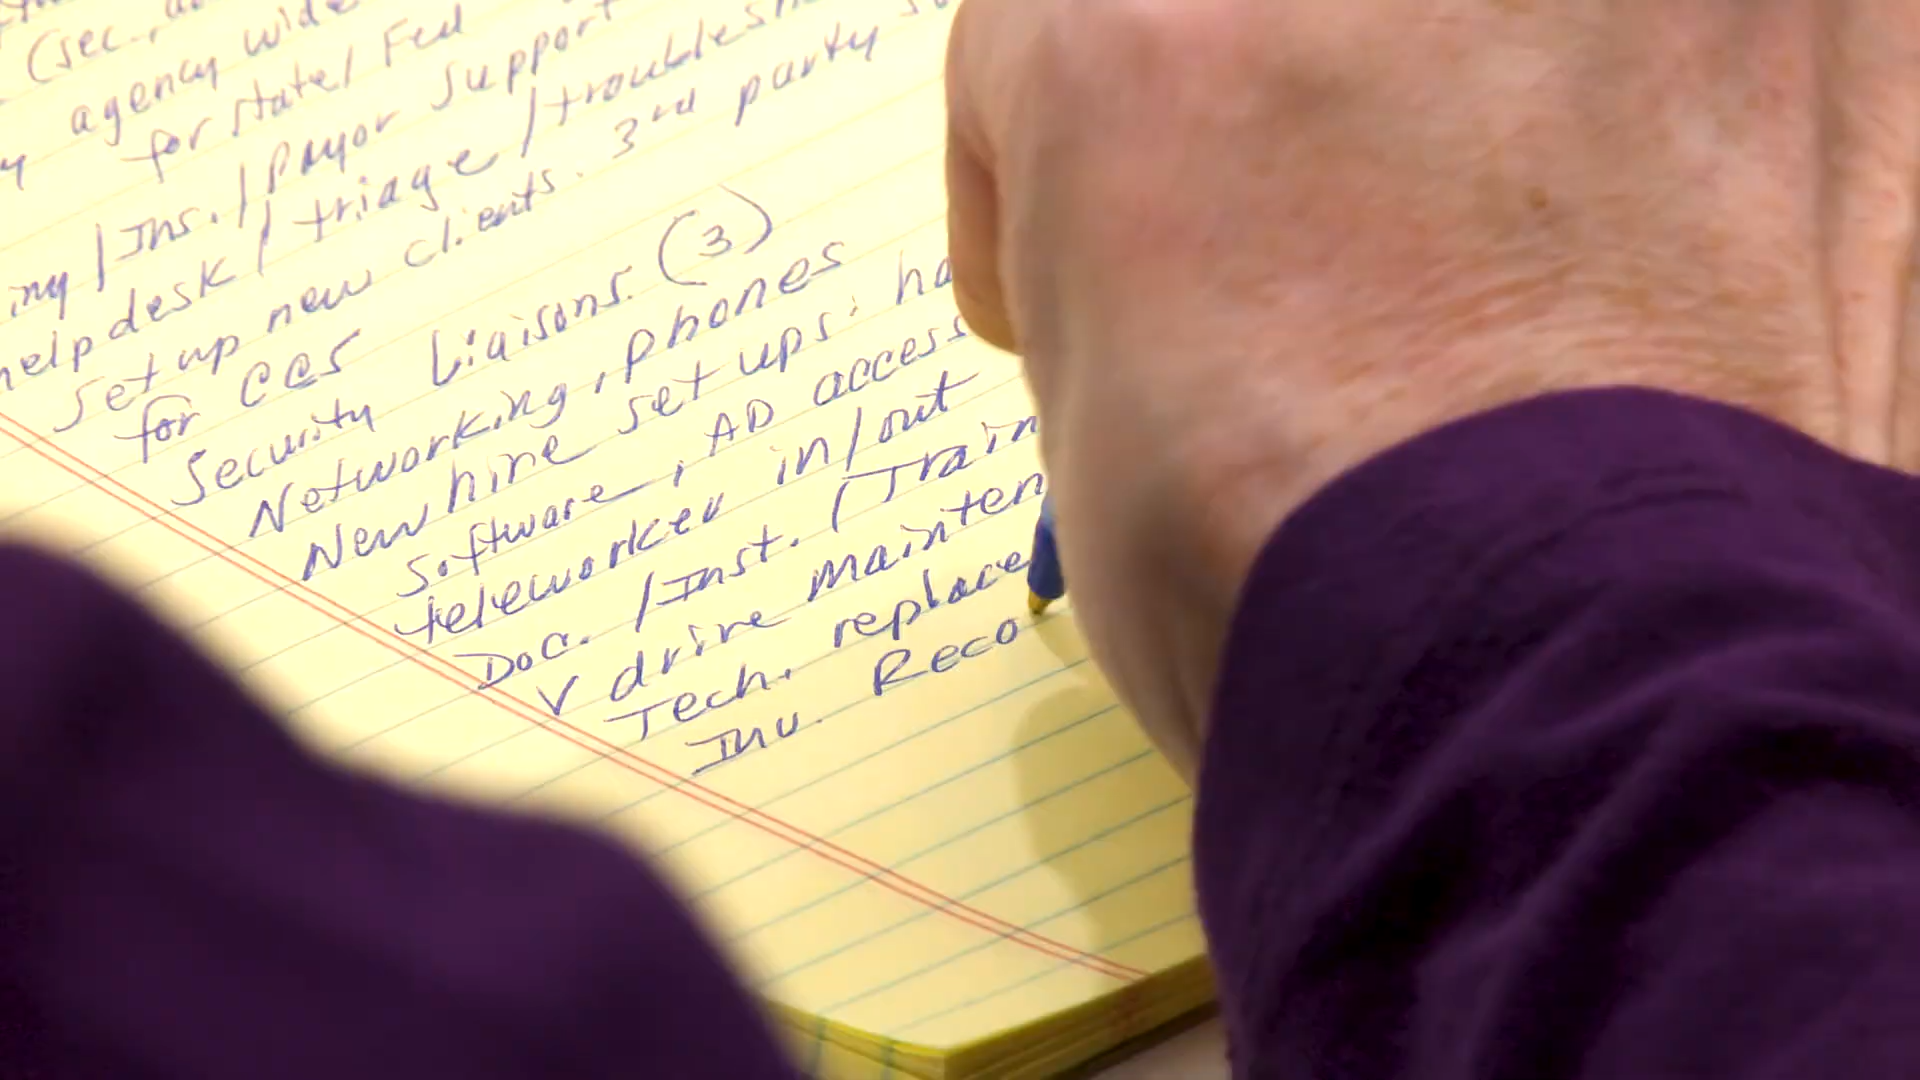 (sec.,
agency wide
for state/Fed
/Ins./Payor Support
helpdesk/triage/troublesh
set up new clients. 3rd party
for CCS
Security Liaisons. (3)
Networking, phones
New hire set ups: ha
software, AD access
teleworker in/out
Doc./Inst. (Train
V drive mainten
Tech. replace
Inv. Reco